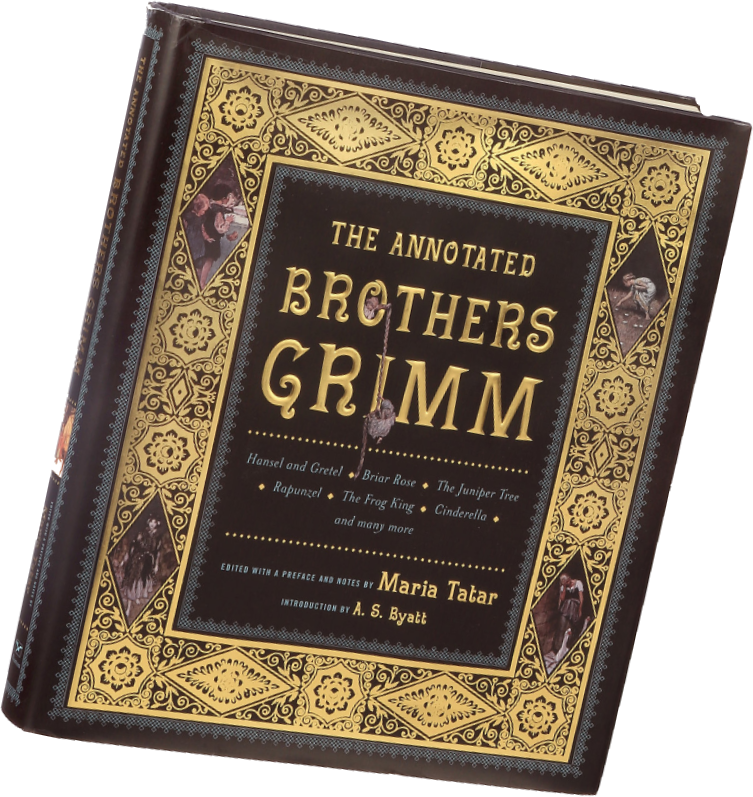 THE ANNOTATED BROTHERS GRIMM
THE ANNOTATED
BROTHERS
GRIMM
Hansel and Gretel ◆ Briar Rose ◆ The Juniper Tree
◆ Rapunzel ◆ The Frog King ◆ Cinderella ◆
and many more
EDITED WITH A PREFACE AND NOTES BY Maria Tatar
INTRODUCTION BY A. S. Byatt